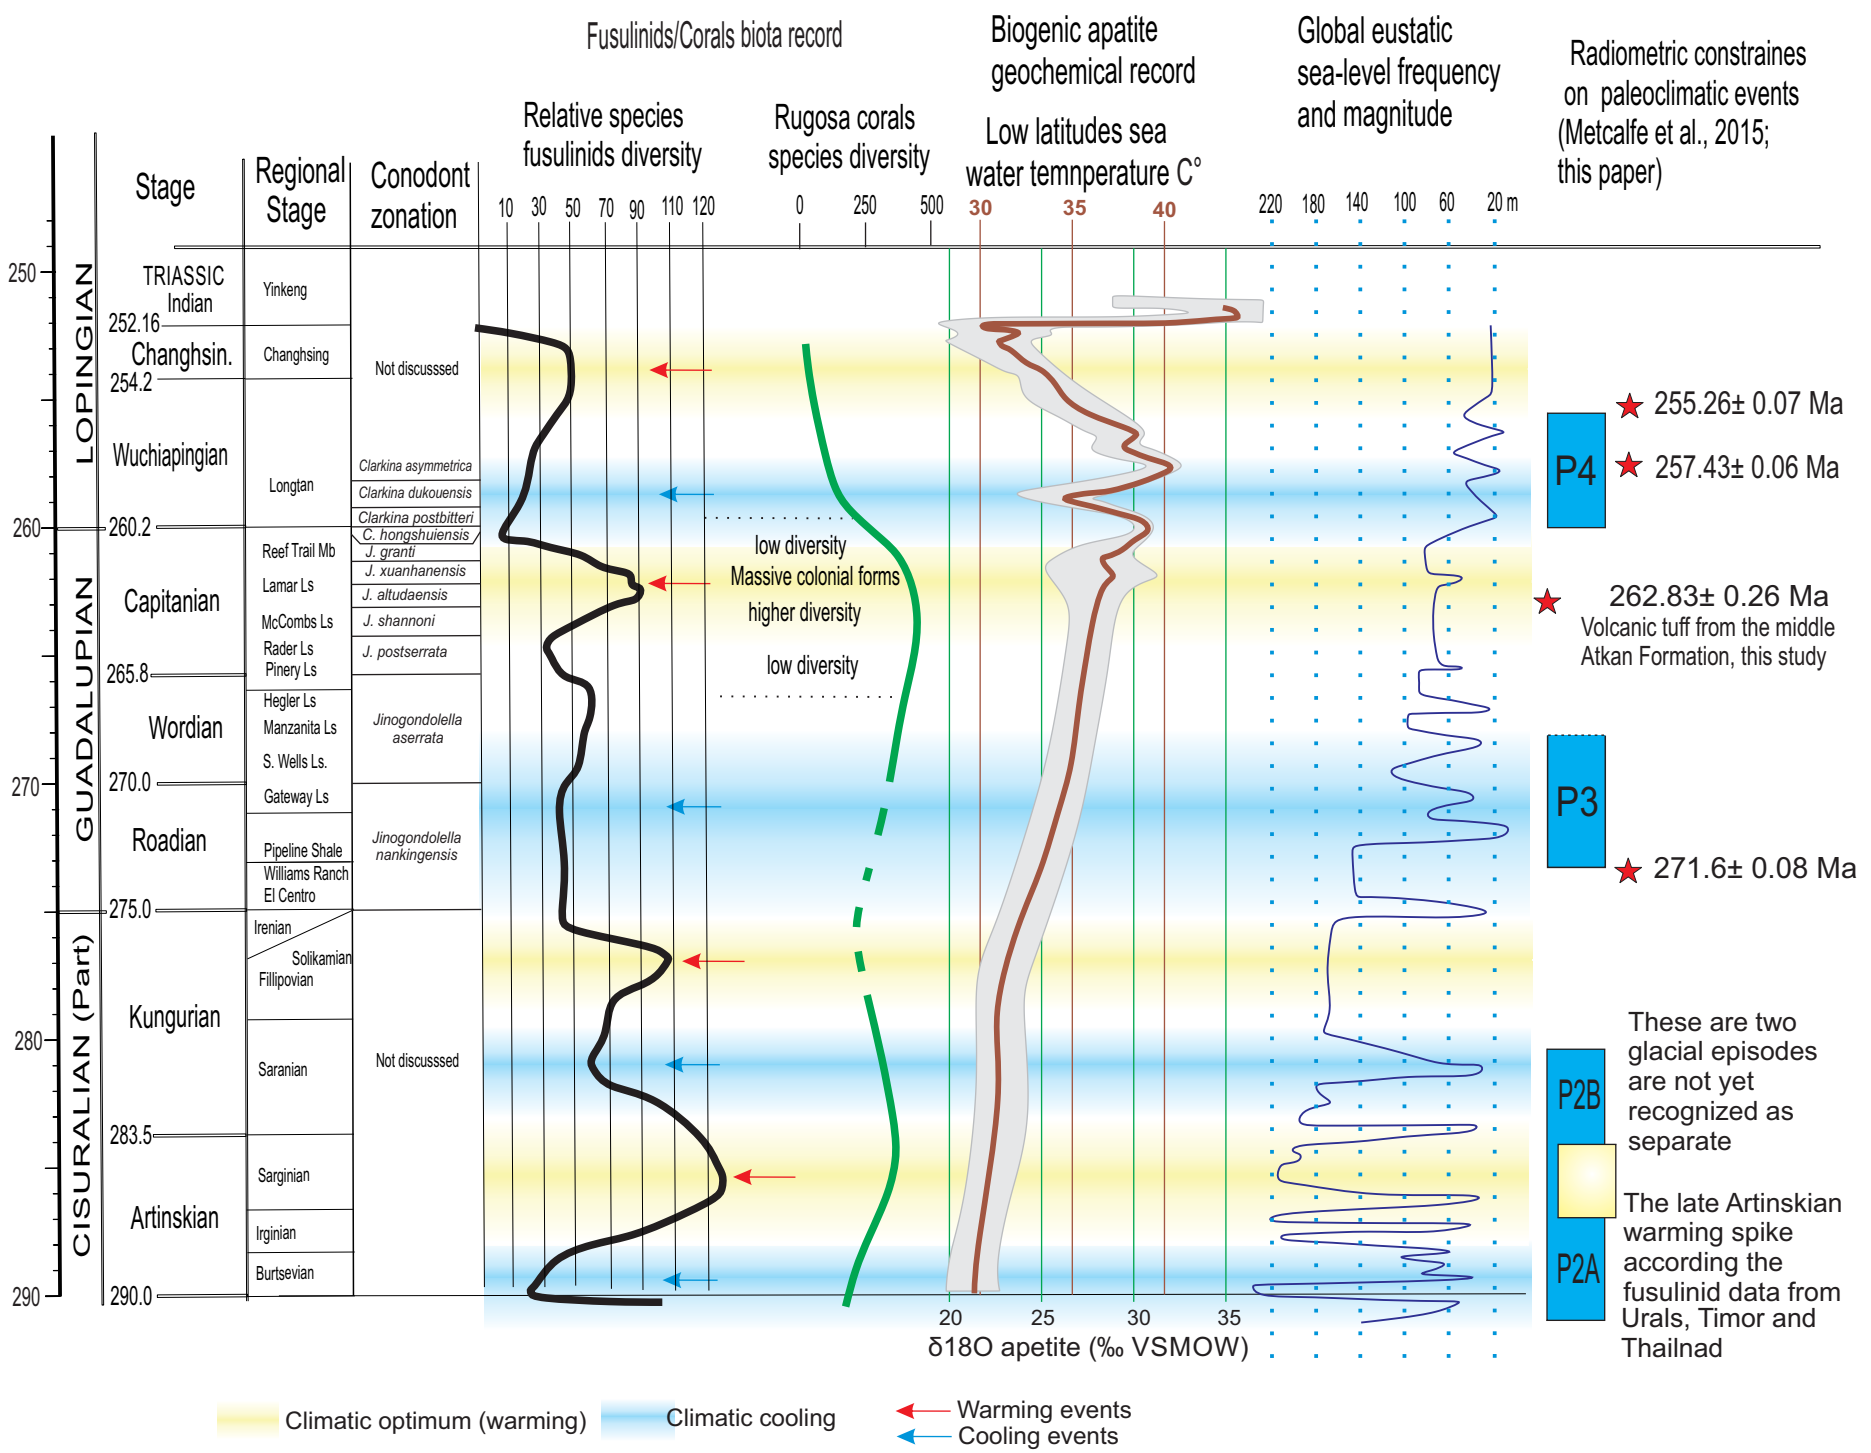 Fusulinids/Corals biota record
Biogenic apatite
geochemical record
Global eustatic
sea-level frequency
and magnitude
Radiometric constraines
on paleoclimatic events
(Metcalfe et al., 2015;
this paper)
Stage
Regional
Stage
Conodont
zonation
Relative species
fusulinids diversity
Rugosa corals
species diversity
Low latitudes sea
water temnperature C°
10 30 50 70 90 110 120
0 250 500
30 35 40
220 180 140 100 60 20 m
250
260
270
280
290
LOPINGIAN
GUADALUPIAN
CISURALIAN (Part)
TRIASSIC
Indian
252.16
Changhsin.
254.2
Wuchiapingian
260.2
Capitanian
265.8
Wordian
270.0
Roadian
275.0
Kungurian
283.5
Artinskian
290.0
Yinkeng
Changhsing
Longtan
Reef Trail Mb
Lamar Ls
McCombs Ls
Rader Ls
Pinery Ls
Hegler Ls
Manzanita Ls
S. Wells Ls.
Gateway Ls
Pipeline Shale
Williams Ranch
El Centro
Irenian
Solikamian
Fillipovian
Saranian
Sarginian
Irginian
Burtsevian
Not discusssed
Clarkina asymmetrica
Clarkina dukouensis
Clarkina postbitteri
C. hongshuiensis
J. granti
J. xuanhanensis
J. altudaensis
J. shannoni
J. postserrata
Jinogondolella
aserrata
Jinogondolella
nankingensis
Not discusssed
low diversity
Massive colonial forms
higher diversity
low diversity
20 25 30 35
δ18O apetite (‰ VSMOW)
P4
P3
P2B
P2A
255.26± 0.07 Ma
257.43± 0.06 Ma
262.83± 0.26 Ma
Volcanic tuff from the middle
Atkan Formation, this study
271.6± 0.08 Ma
These are two
glacial episodes
are not yet
recognized as
separate
The late Artinskian
warming spike
according the
fusulinid data from
Urals, Timor and
Thailnad
Climatic optimum (warming)
Climatic cooling
Warming events
Cooling events